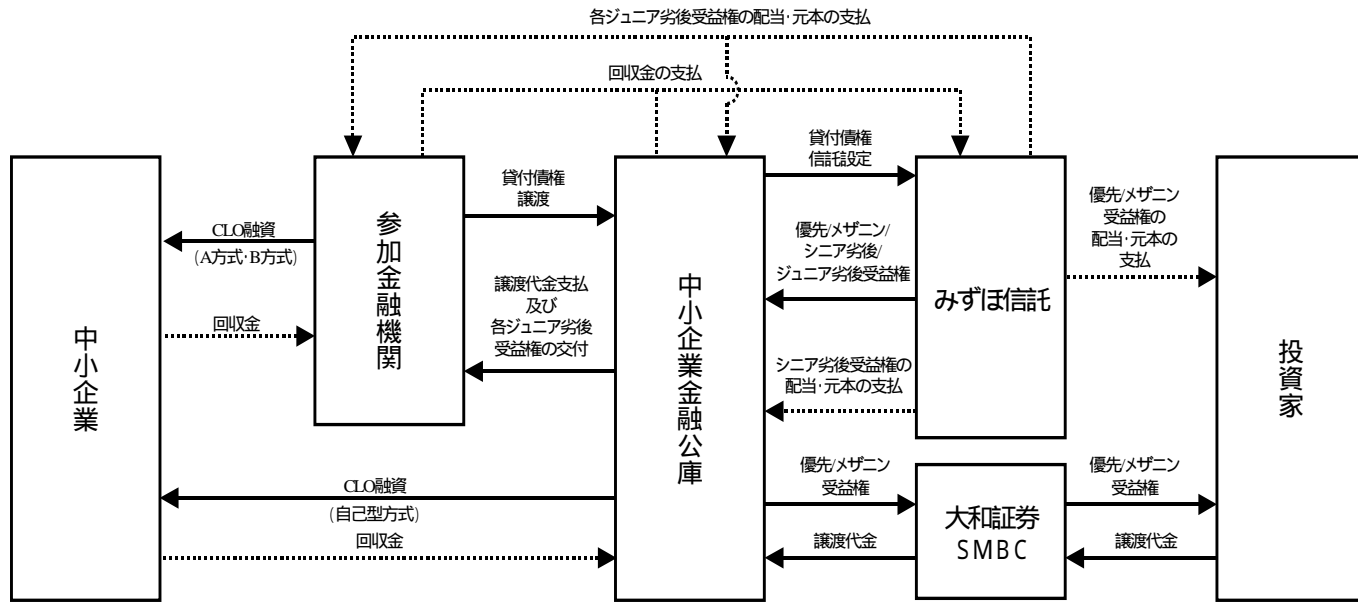 各ジュニア劣後受益権の配当・元本の支払
回収金の支払
中小企業
CLO融資
(A方式・B方式)
回収金
参加金融機関
貸付債権
譲渡
譲渡代金支払
及び
各ジュニア劣後
受益権の交付
CLO融資
(自己型方式)
回収金
中小企業金融公庫
貸付債権
信託設定
優先/メザニン/
シニア劣後/
ジュニア劣後受益権
シニア劣後受益権の
配当・元本の支払
優先/メザニン
受益権
譲渡代金
みずほ信託
大和証券
SMBC
優先/メザニン
受益権の
配当・元本の
支払
優先/メザニン
受益権
譲渡代金
投資家